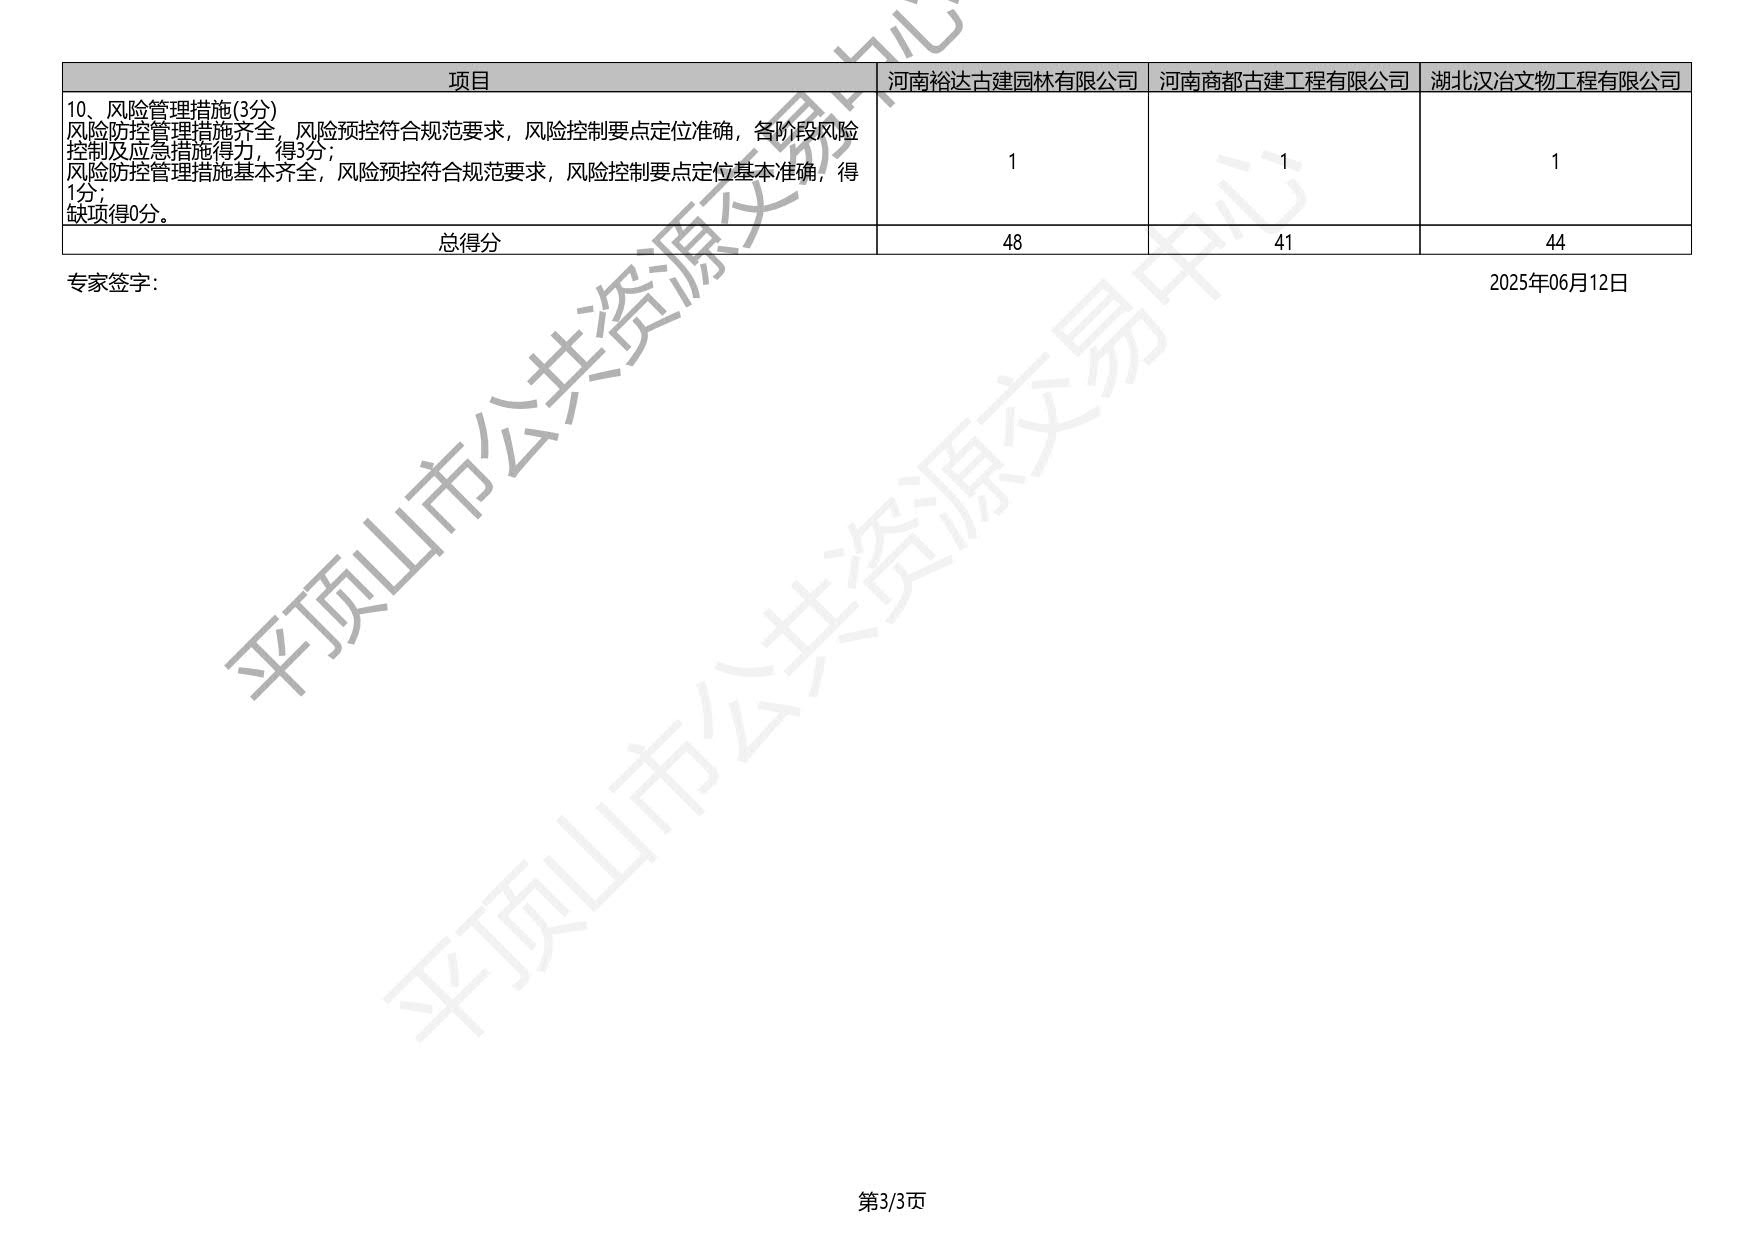 项目 河南裕达古建园林有限公司 河南商都古建工程有限公司 湖北汉冶文物工程有限公司
10、风险管理措施(3分)
风险防控管理措施齐全，风险预控符合规范要求，风险控制要点定位准确，各阶段风险
控制及应急措施得力，得3分；
风险防控管理措施基本齐全，风险预控符合规范要求，风险控制要点定位基本准确，得
1分；
缺项得0分。
1 1 1
总得分 48 41 44
专家签字： 2025年06月12日
平顶山市公共资源交易中心
平顶山市公共资源交易中心
第3/3页